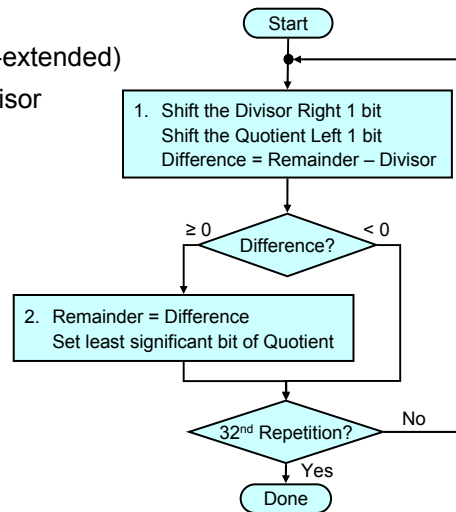 Start
-extended)
isor
1. Shift the Divisor Right 1 bit
Shift the Quotient Left 1 bit
Difference = Remainder – Divisor
≥ 0
< 0
Difference?
2. Remainder = Difference
Set least significant bit of Quotient
32nd Repetition?
No
Yes
Done